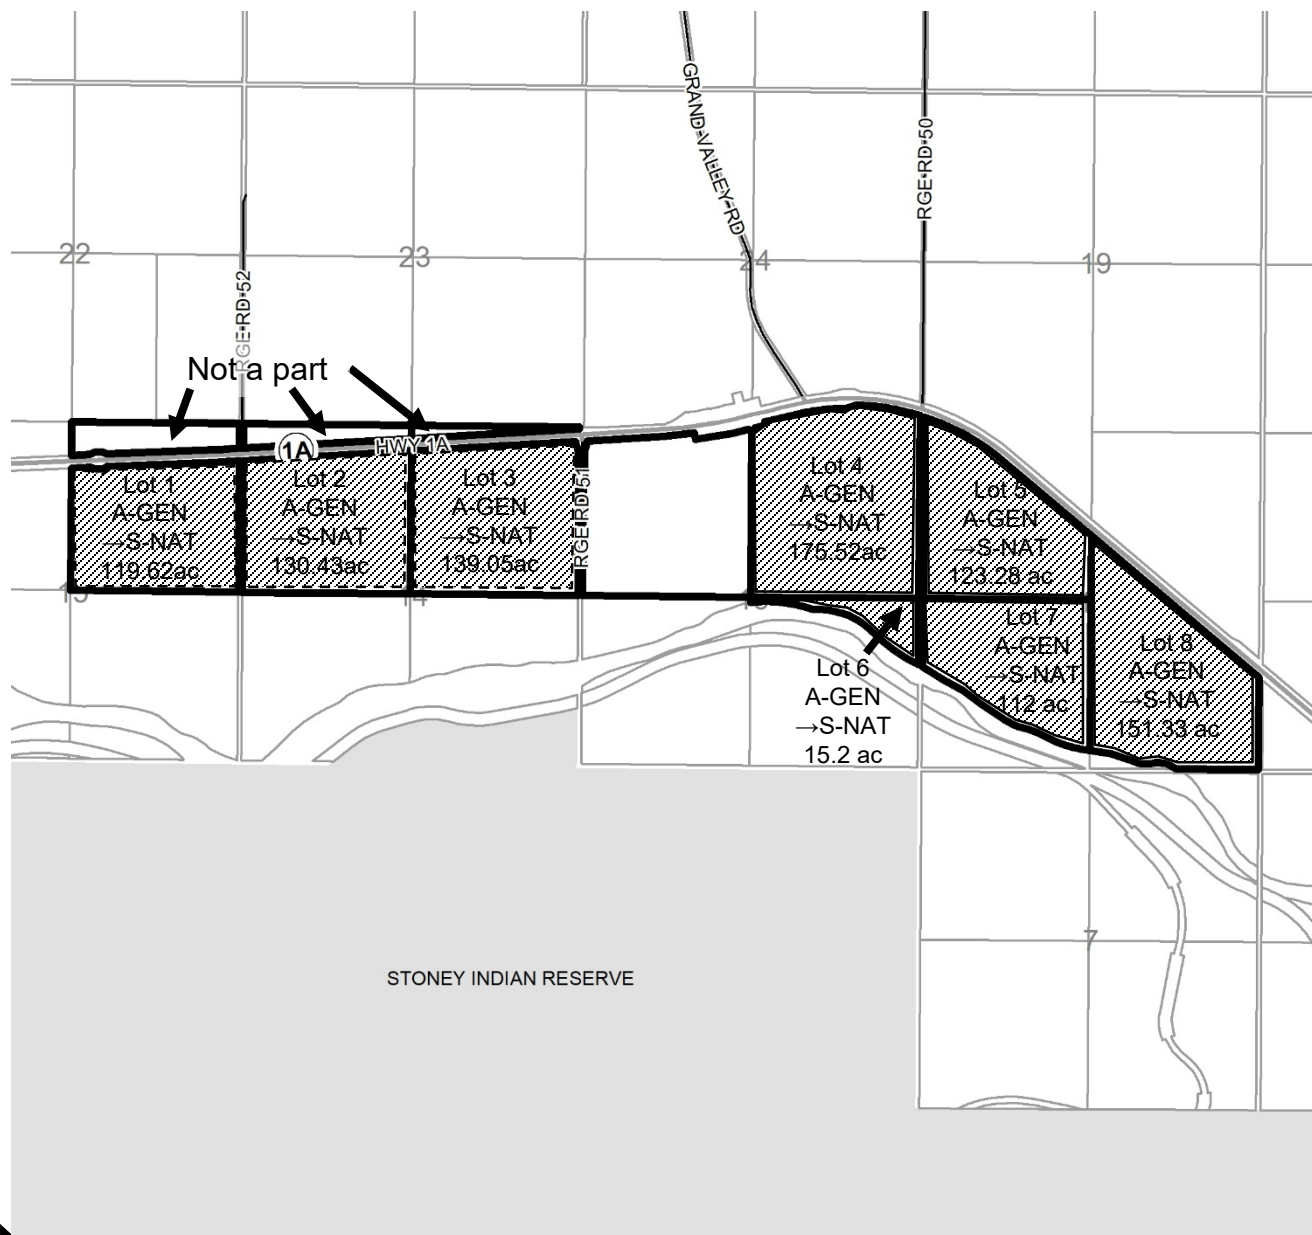 GRAND VALLEY RD
RGE RD 50
22
23
24
19
RGE RD 52
Not a part
1A
HWY 1A
Lot 1
A-GEN
→S-NAT
119.62ac
Lot 2
A-GEN
→S-NAT
130.43ac
Lot 3
A-GEN
→S-NAT
139.05ac
RGE RD 51
Lot 4
A-GEN
→S-NAT
175.52ac
Lot 5
A-GEN
→S-NAT
123.28 ac
15
14
Lot 6
A-GEN
→S-NAT
15.2 ac
Lot 7
A-GEN
→S-NAT
112 ac
Lot 8
A-GEN
→S-NAT
151.33 ac
7
STONEY INDIAN RESERVE